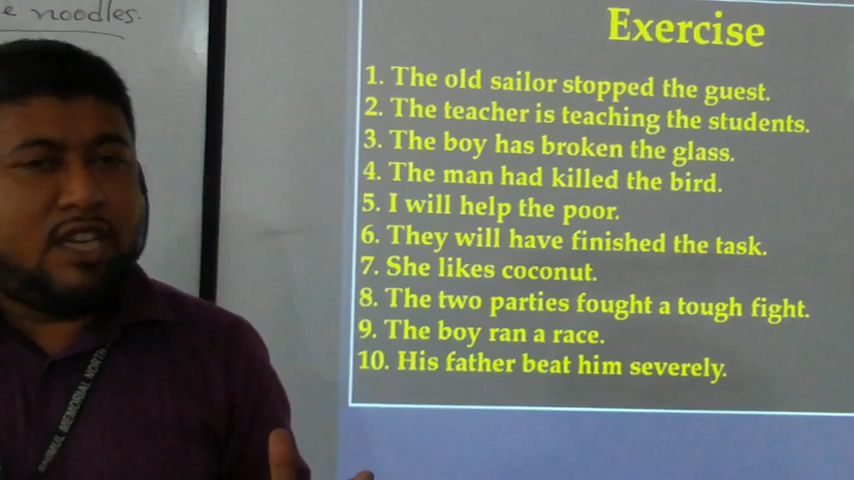 e noodles.
Exercise
1. The old sailor stopped the guest.
2. The teacher is teaching the students.
3. The boy has broken the glass.
4. The man had killed the bird.
5. I will help the poor.
6. They will have finished the task.
7. She likes coconut.
8. The two parties fought a tough fight.
9. The boy ran a race.
10. His father beat him severely.
MEMORIAL NORTH